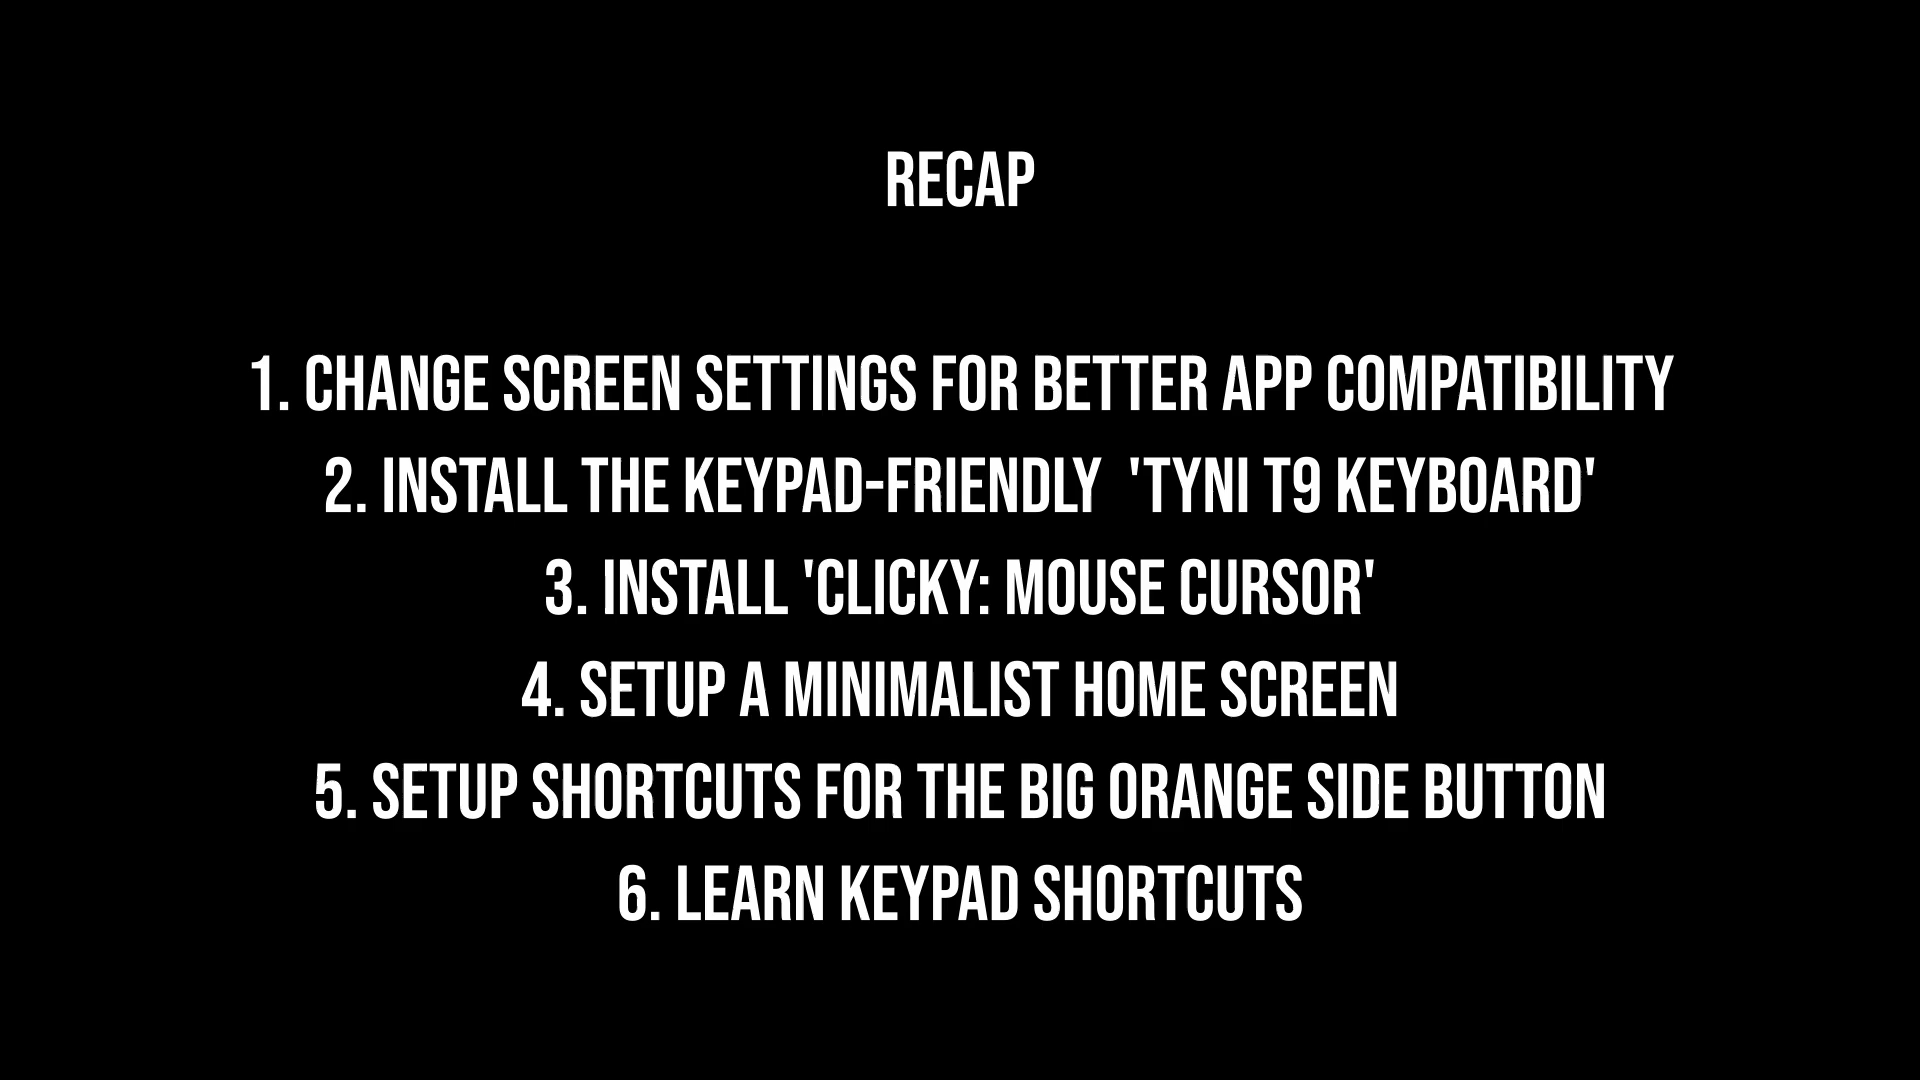 RECAP
1. CHANGE SCREEN SETTINGS FOR BETTER APP COMPATIBILITY
2. INSTALL THE KEYPAD-FRIENDLY 'TYNI T9 KEYBOARD'
3. INSTALL 'CLICKY: MOUSE CURSOR'
4. SETUP A MINIMALIST HOME SCREEN
5. SETUP SHORTCUTS FOR THE BIG ORANGE SIDE BUTTON
6. LEARN KEYPAD SHORTCUTS